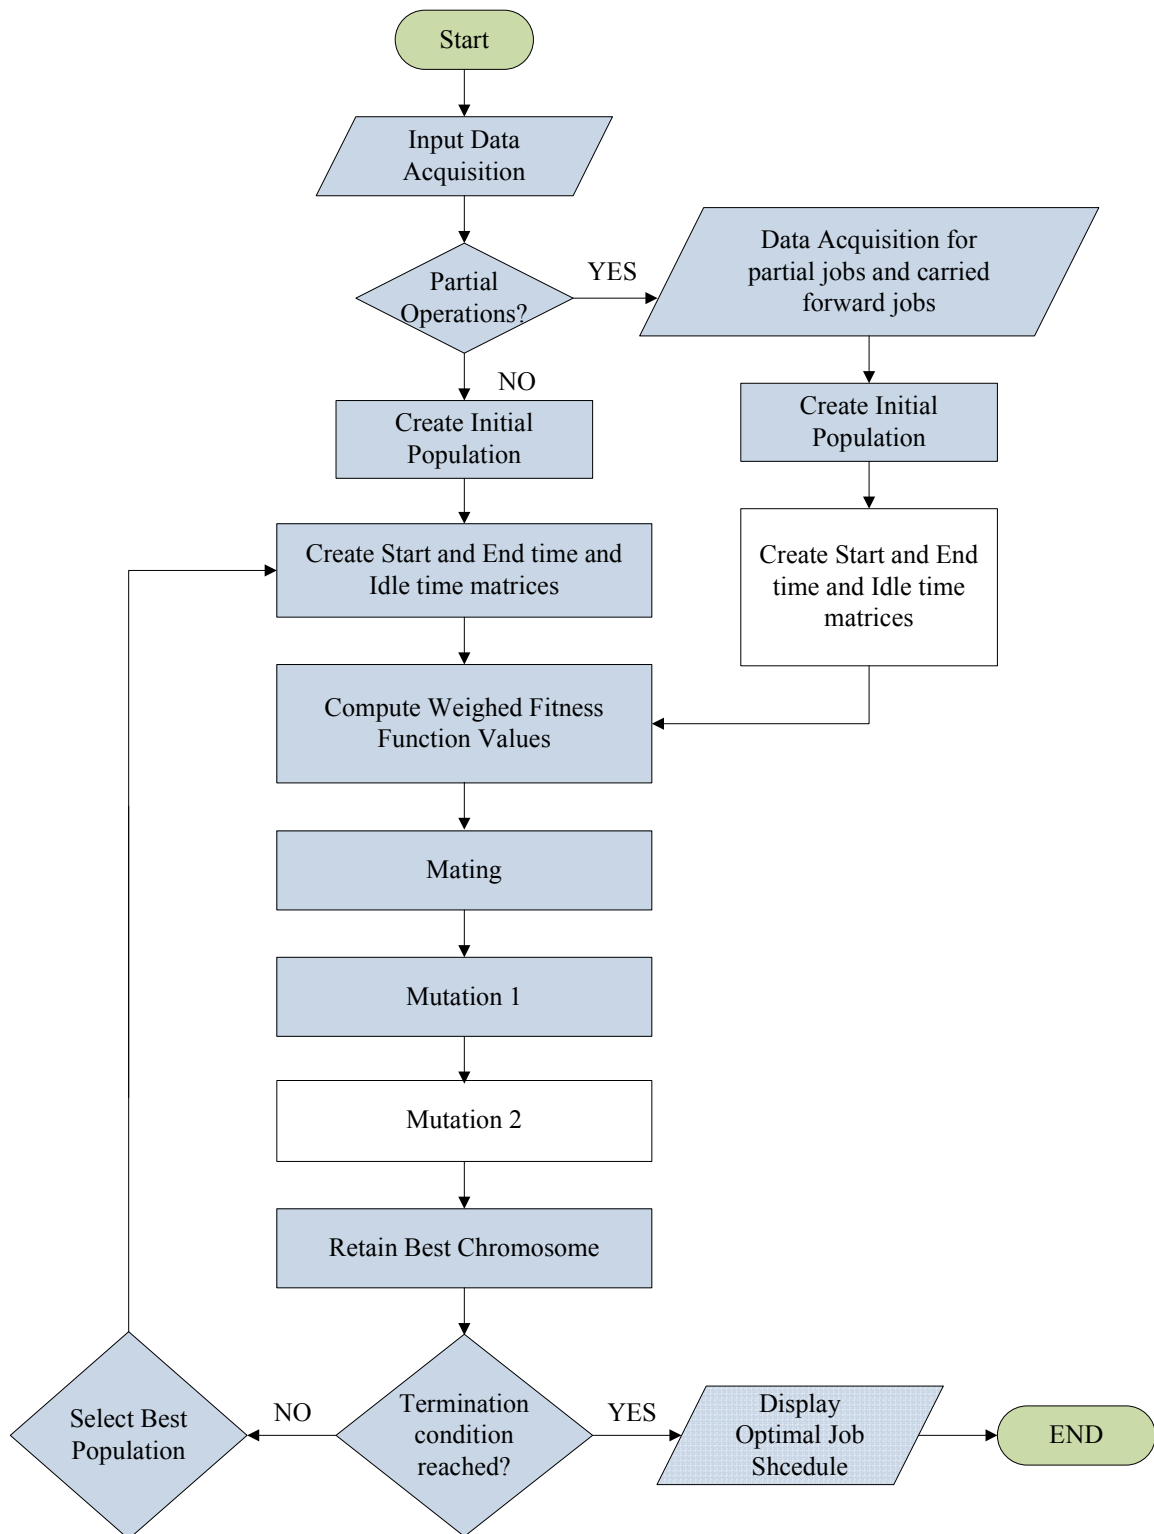 Start
Input Data
Acquisition
Partial
Operations?
YES
Data Acquisition for
partial jobs and carried
forward jobs
NO
Create Initial
Population
Create Initial
Population
Create Start and End time and
Idle time matrices
Create Start and End
time and Idle time
matrices
Compute Weighed Fitness
Function Values
Mating
Mutation 1
Mutation 2
Retain Best Chromosome
Select Best
Population
NO
Termination
condition
reached?
YES
Display
Optimal Job
Shcedule
END